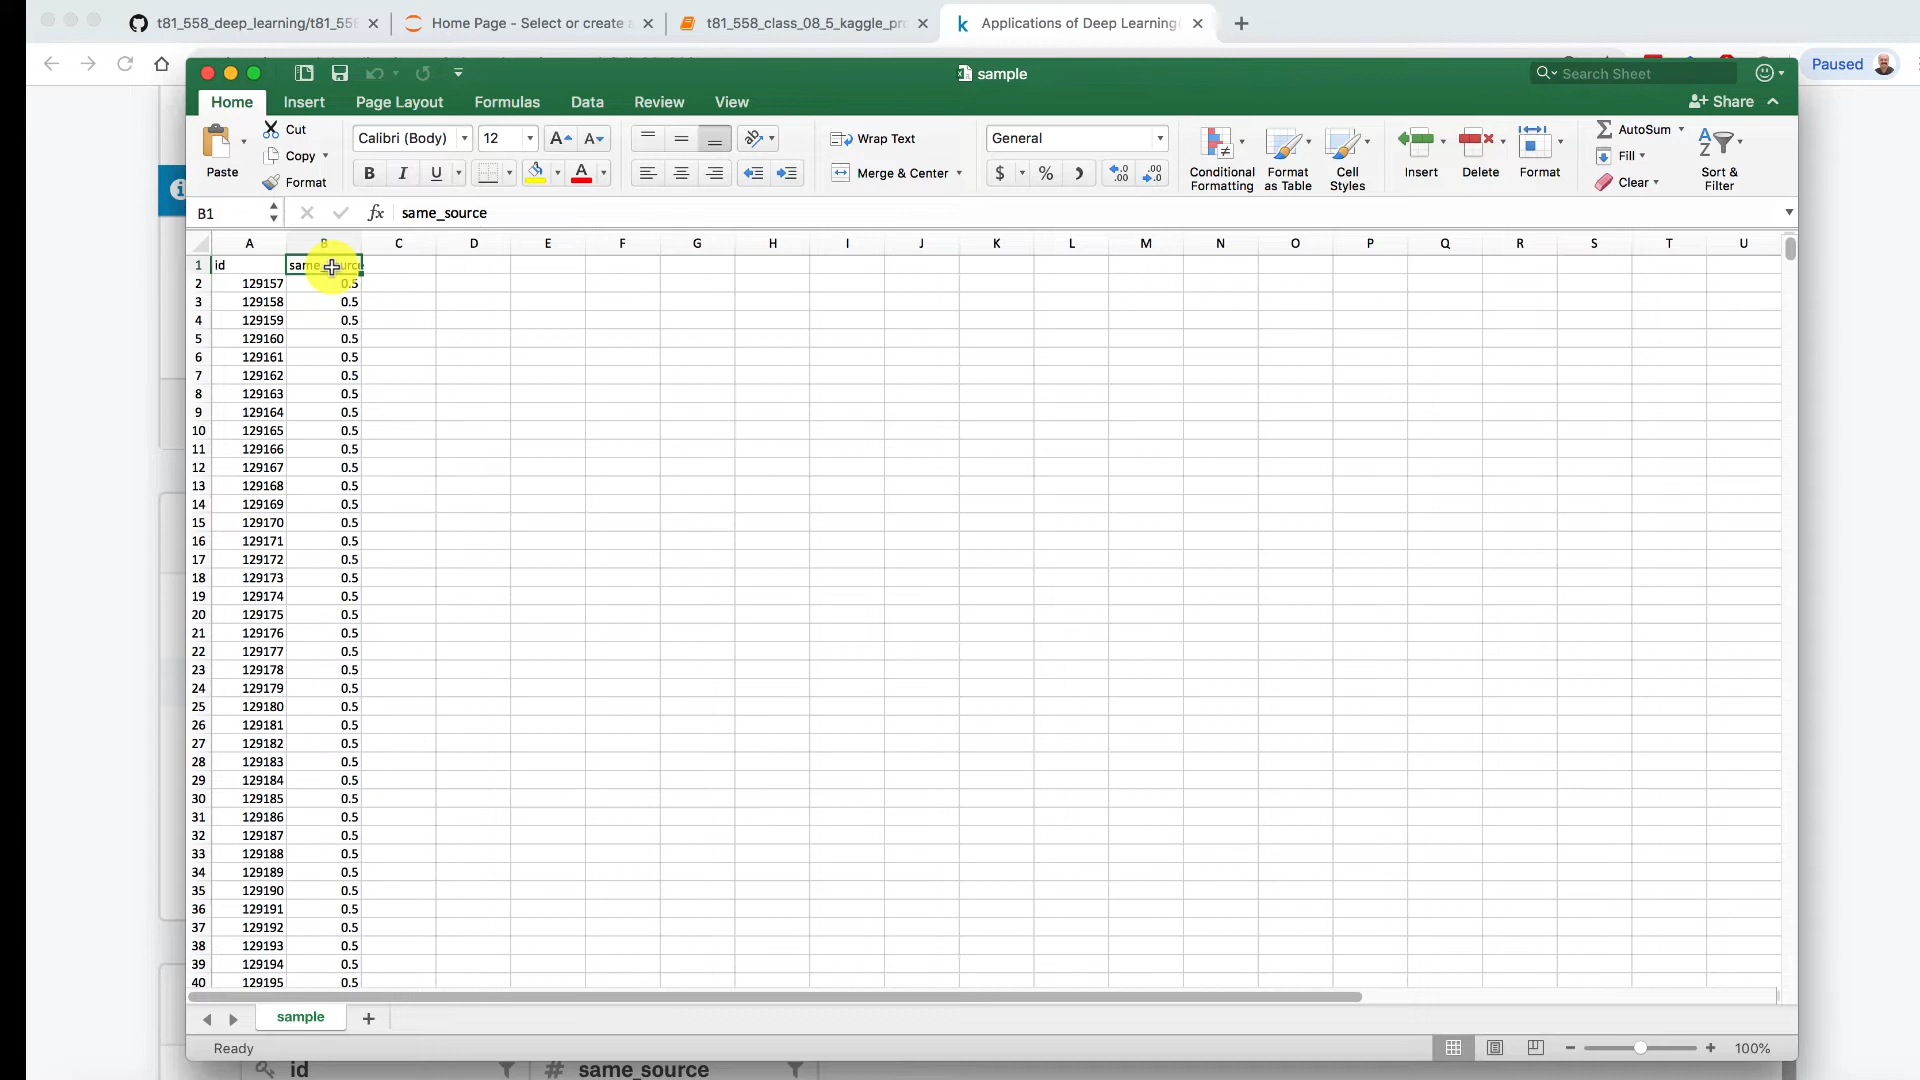 t81_558_deep_learning/t81_55
Home Page - Select or create a
t81_558_class_08_5_kaggle_pr
Applications of Deep Learning
Paused
sample
Search Sheet
Home Insert Page Layout Formulas Data Review View
Share
Paste
Cut
Copy
Format
Calibri (Body) 12
B I U
Wrap Text
Merge & Center
General
$ % )
Conditional Formatting
Format as Table
Cell Styles
Insert
Delete
Format
AutoSum
Fill
Clear
Sort & Filter
B1 fx same_source
A B C D E F G H I J K L M N O P Q R S T U
1 id same_source
2 129157 0.5
3 129158 0.5
4 129159 0.5
5 129160 0.5
6 129161 0.5
7 129162 0.5
8 129163 0.5
9 129164 0.5
10 129165 0.5
11 129166 0.5
12 129167 0.5
13 129168 0.5
14 129169 0.5
15 129170 0.5
16 129171 0.5
17 129172 0.5
18 129173 0.5
19 129174 0.5
20 129175 0.5
21 129176 0.5
22 129177 0.5
23 129178 0.5
24 129179 0.5
25 129180 0.5
26 129181 0.5
27 129182 0.5
28 129183 0.5
29 129184 0.5
30 129185 0.5
31 129186 0.5
32 129187 0.5
33 129188 0.5
34 129189 0.5
35 129190 0.5
36 129191 0.5
37 129192 0.5
38 129193 0.5
39 129194 0.5
40 129195 0.5
sample
Ready
100%
id # same_source